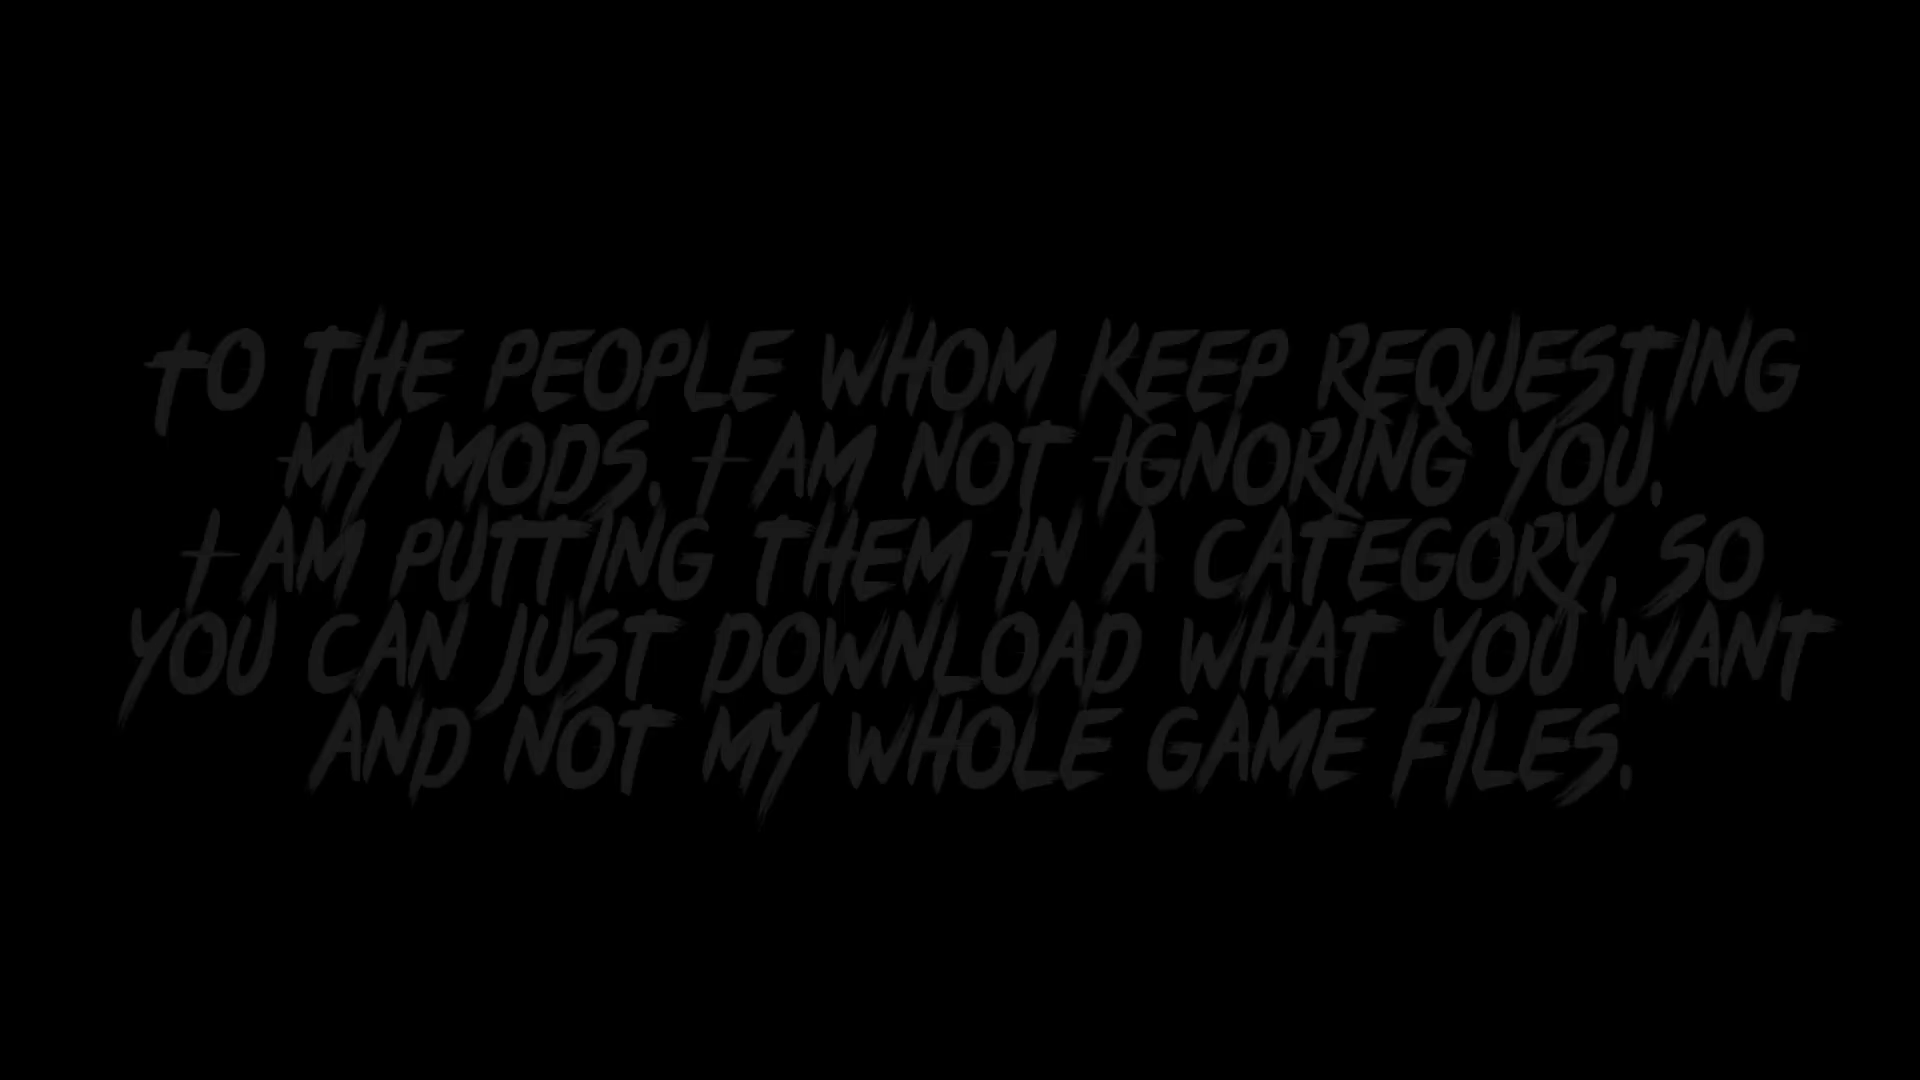 TO THE PEOPLE WHOM KEEP REQUESTING
MY MODS. I AM NOT IGNORING YOU.
I AM PUTTING THEM IN A CATEGORY, SO
YOU CAN JUST DOWNLOAD WHAT YOU WANT
AND NOT MY WHOLE GAME FILES.